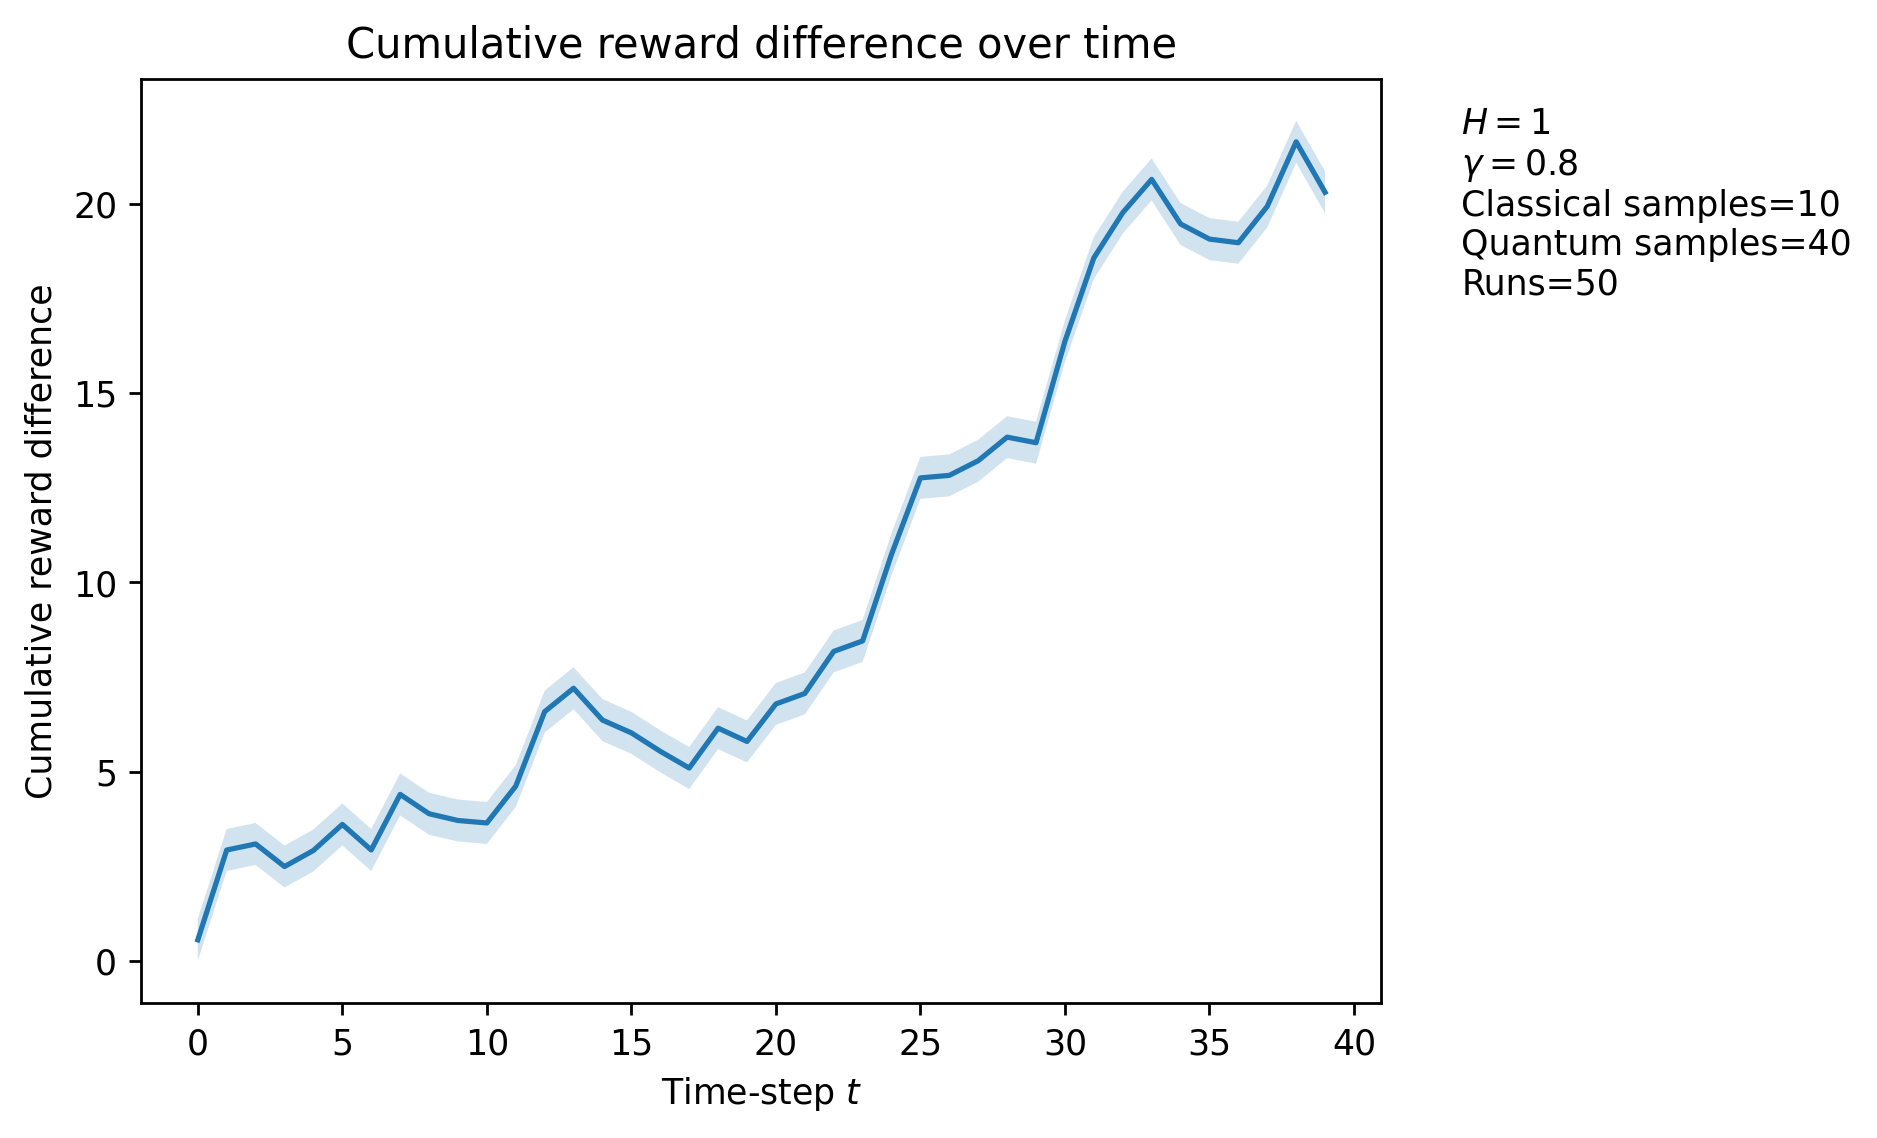 Cumulative reward difference over time
H = 1
γ = 0.8
Classical samples=10
Quantum samples=40
Runs=50
Cumulative reward difference
20
15
10
5
0
0 5 10 15 20 25 30 35 40
Time-step t